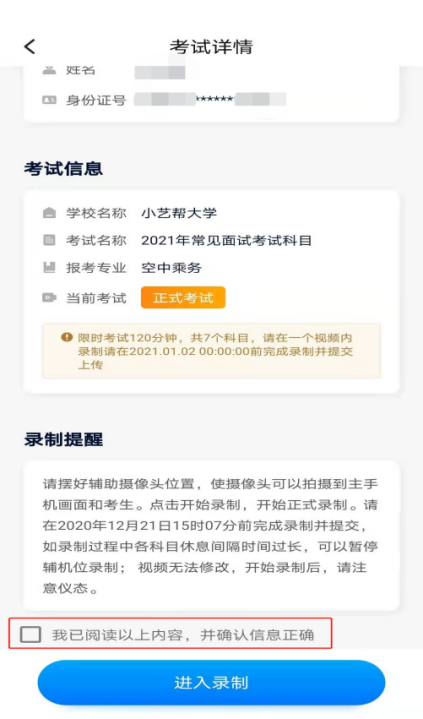 考试详情
姓名
身份证号 ******
考试信息
学校名称 小艺帮大学
考试名称 2021年常见面试考试科目
报考专业 空中乘务
当前考试 正式考试
限时考试120分钟，共7个科目，请在一个视频内
录制请在2021.01.02 00:00:00前完成录制并提交
上传
录制提醒
请摆好辅助摄像头位置，使摄像头可以拍摄到主手
机画面和考生。点击开始录制，开始正式录制。请
在2020年12月21日15时07分前完成录制并提交，
如录制过程中各科目休息间隔时间过长，可以暂停
辅机位录制； 视频无法修改，开始录制后，请注
意仪态。
我已阅读以上内容，并确认信息正确
进入录制